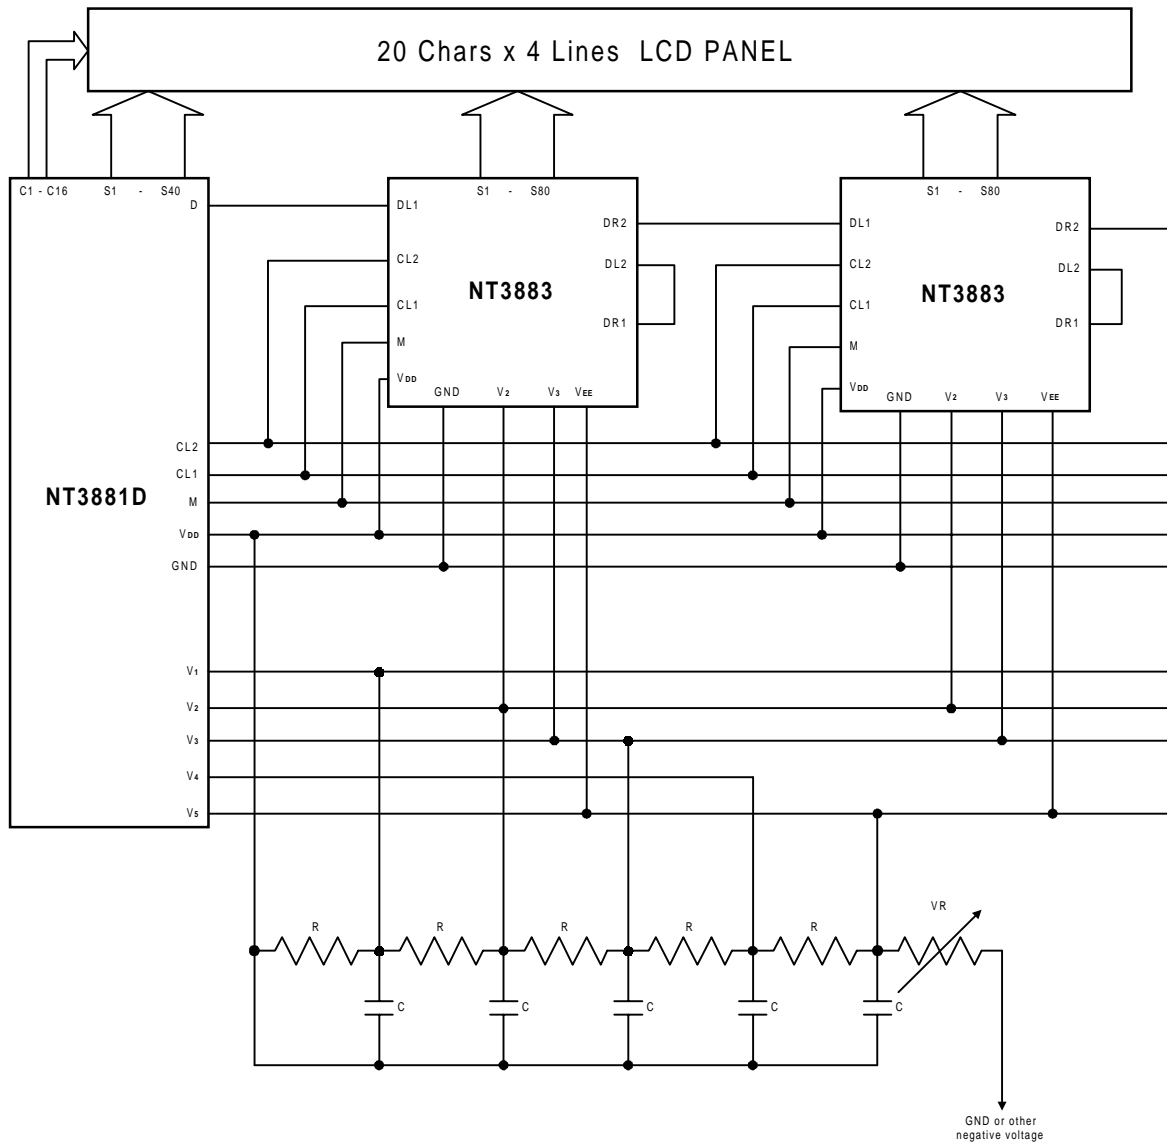 20 Chars x 4 Lines LCD PANEL
C1 - C16 S1 - S40
D
S1 - S80
DL1
DR2
CL2
DL2
NT3883
CL1
DR1
M
VDD
GND V2 V3 VEE
S1 - S80
DL1
DR2
CL2
DL2
NT3883
CL1
DR1
M
VDD
GND V2 V3 VEE
CL2
CL1
NT3881D
M
VDD
GND
V1
V2
V3
V4
V5
R R R R R VR
C C C C C
GND or other
negative voltage